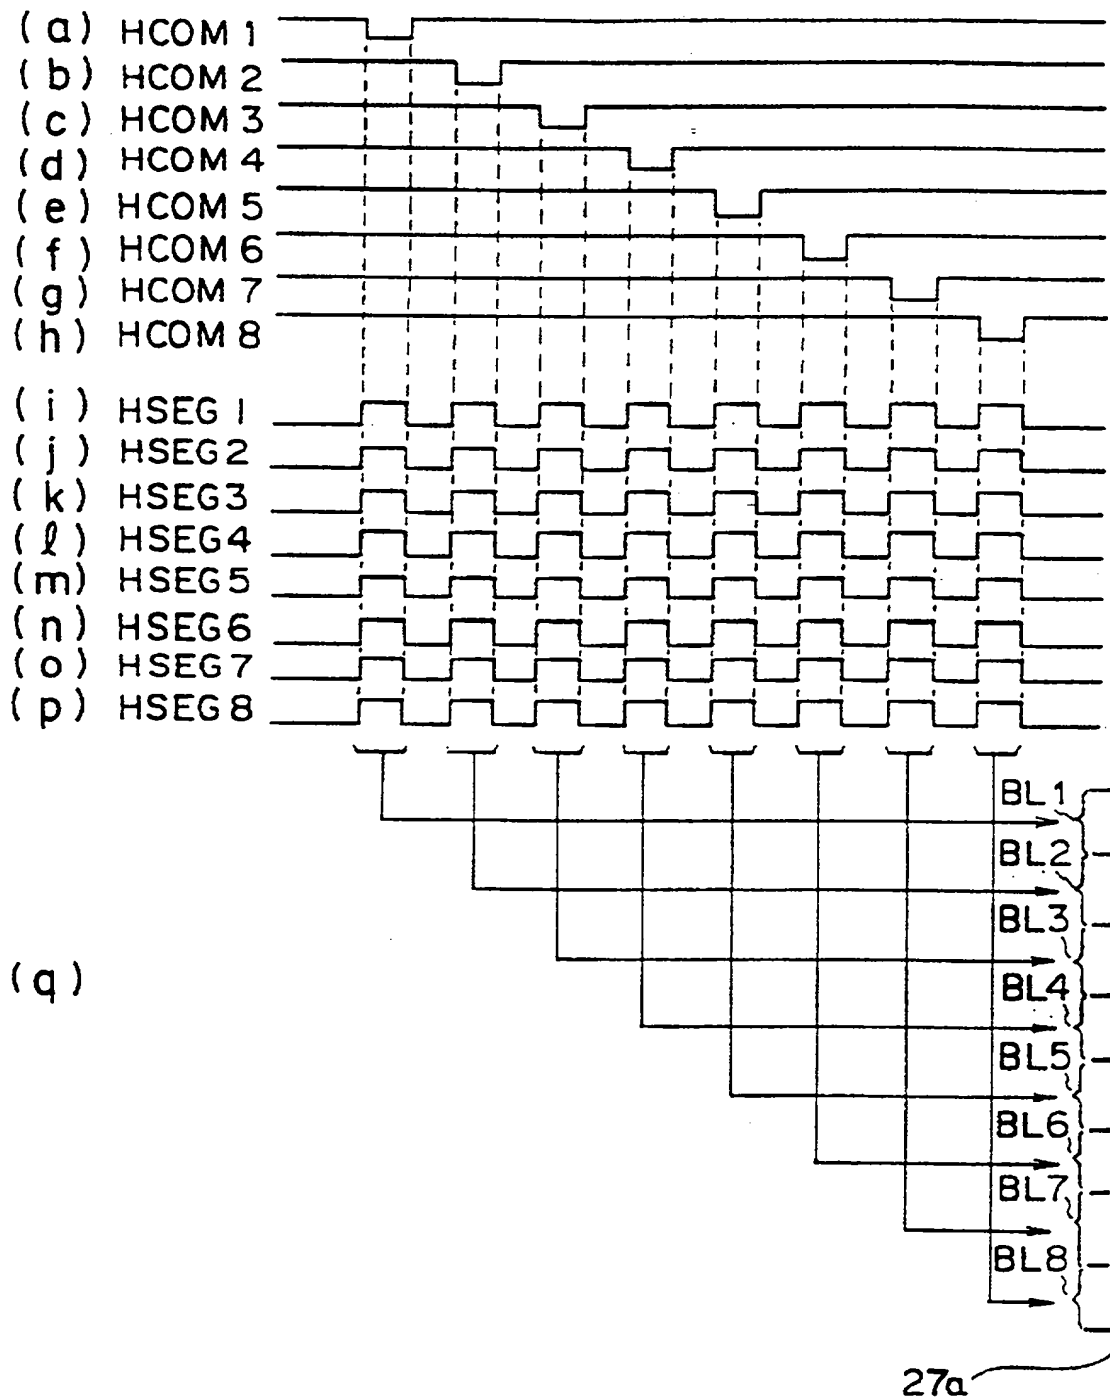 (a) HCOM 1
(b) HCOM 2
(c) HCOM 3
(d) HCOM 4
(e) HCOM 5
(f) HCOM 6
(g) HCOM 7
(h) HCOM 8
(i) HSEG 1
(j) HSEG 2
(k) HSEG 3
(ℓ) HSEG 4
(m) HSEG 5
(n) HSEG 6
(o) HSEG 7
(p) HSEG 8
BL1
BL2
BL3
(q)
BL4
BL5
BL6
BL7
BL8
27a